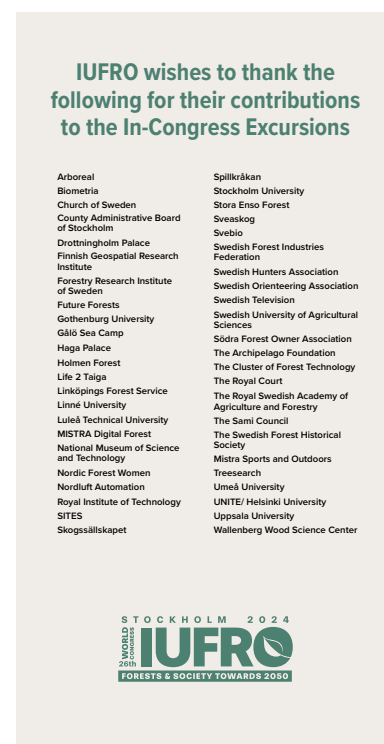 IUFRO wishes to thank the
following for their contributions
to the In-Congress Excursions
Arboreal
Biometria
Church of Sweden
County Administrative Board
of Stockholm
Drottningholm Palace
Finnish Geospatial Research
Institute
Forestry Research Institute
of Sweden
Future Forests
Gothenburg University
Gålö Sea Camp
Haga Palace
Holmen Forest
Life 2 Taiga
Linköpings Forest Service
Linné University
Luleå Technical University
MISTRA Digital Forest
National Museum of Science
and Technology
Nordic Forest Women
Nordluft Automation
Royal Institute of Technology
SITES
Skogssällskapet
Spillkråkan
Stockholm University
Stora Enso Forest
Sveaskog
Svebio
Swedish Forest Industries
Federation
Swedish Hunters Association
Swedish Orienteering Association
Swedish Television
Swedish University of Agricultural
Sciences
Södra Forest Owner Association
The Archipelago Foundation
The Cluster of Forest Technology
The Royal Court
The Royal Swedish Academy of
Agriculture and Forestry
The Sami Council
The Swedish Forest Historical
Society
Mistra Sports and Outdoors
Treesearch
Umeå University
UNITE/ Helsinki University
Uppsala University
Wallenberg Wood Science Center
STOCKHOLM 2024
WORLD
CONGRESS
26th
IUFRO
FORESTS & SOCIETY TOWARDS 2050